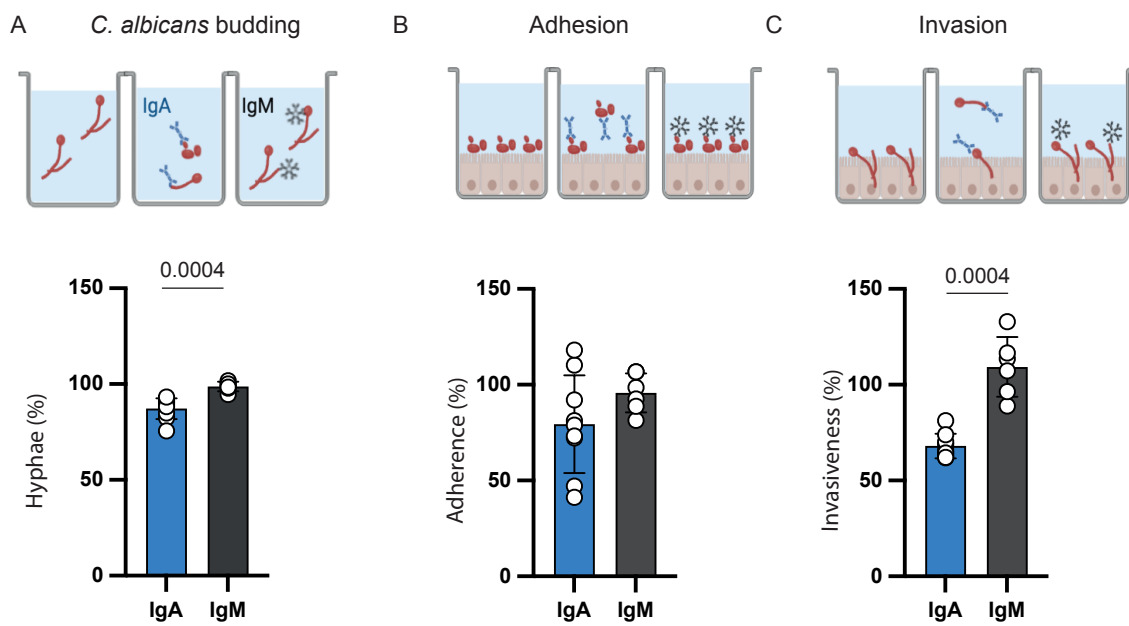 A C. albicans budding
B Adhesion
C Invasion
IgA
IgM
0.0004
150
100
50
0
Hyphae (%)
IgA IgM
150
100
50
0
Adherence (%)
IgA IgM
0.0004
150
100
50
0
Invasiveness (%)
IgA IgM